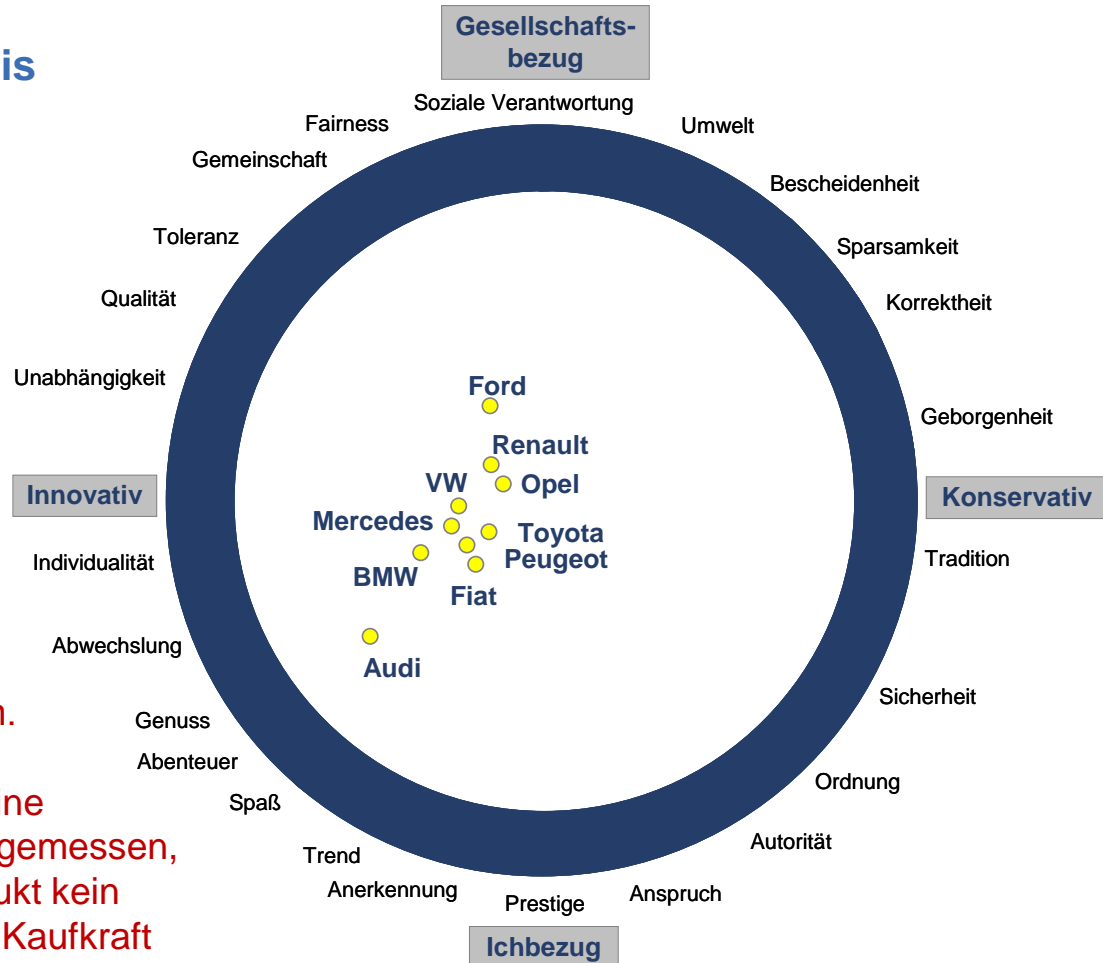 Gesellschafts-
bezug
is
Soziale Verantwortung
Fairness
Umwelt
Gemeinschaft
Bescheidenheit
Toleranz
Sparsamkeit
Qualität
Korrektheit
Unabhängigkeit
Ford
Geborgenheit
Renault
VW
Opel
Innovativ
Konservativ
Mercedes
Toyota
Peugeot
Individualität
Tradition
BMW
Fiat
Abwechslung
Audi
Sicherheit
n.
Genuss
Abenteuer
Ordnung
ine
Spaß
gemessen,
Autorität
Trend
ukt kein
Anerkennung
Prestige
Anspruch
Kaufkraft
Ichbezug